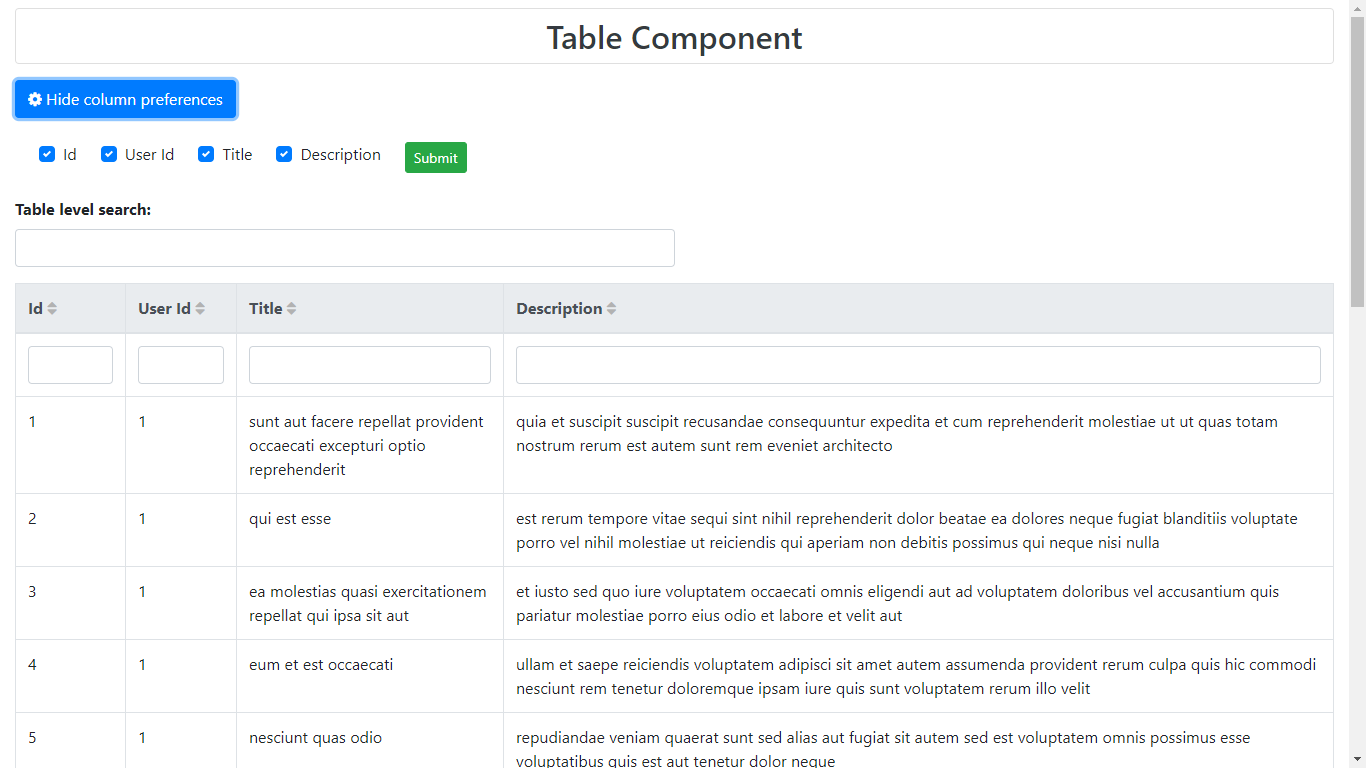 Table Component
Hide column preferences
Id User Id Title Description Submit
Table level search:
Id User Id Title Description
1 1 sunt aut facere repellat provident quia et suscipit suscipit recusandae consequuntur expedita et cum reprehenderit molestiae ut ut quas totam
occaecati excepturi optio nostrum rerum est autem sunt rem eveniet architecto
reprehenderit
2 1 qui est esse est rerum tempore vitae sequi sint nihil reprehenderit dolor beatae ea dolores neque fugiat blanditiis voluptate
porro vel nihil molestiae ut reiciendis qui aperiam non debitis possimus qui neque nisi nulla
3 1 ea molestias quasi exercitationem et iusto sed quo iure voluptatem occaecati omnis eligendi aut ad voluptatem doloribus vel accusantium quis
repellat qui ipsa sit aut pariatur molestiae porro eius odio et labore et velit aut
4 1 eum et est occaecati ullam et saepe reiciendis voluptatem adipisci sit amet autem assumenda provident rerum culpa quis hic commodi
nesciunt rem tenetur doloremque ipsam iure quis sunt voluptatem rerum illo velit
5 1 nesciunt quas odio repudiandae veniam quaerat sunt sed alias aut fugiat sit autem sed est voluptatem omnis possimus esse
voluptatibus quis est aut tenetur dolor neque